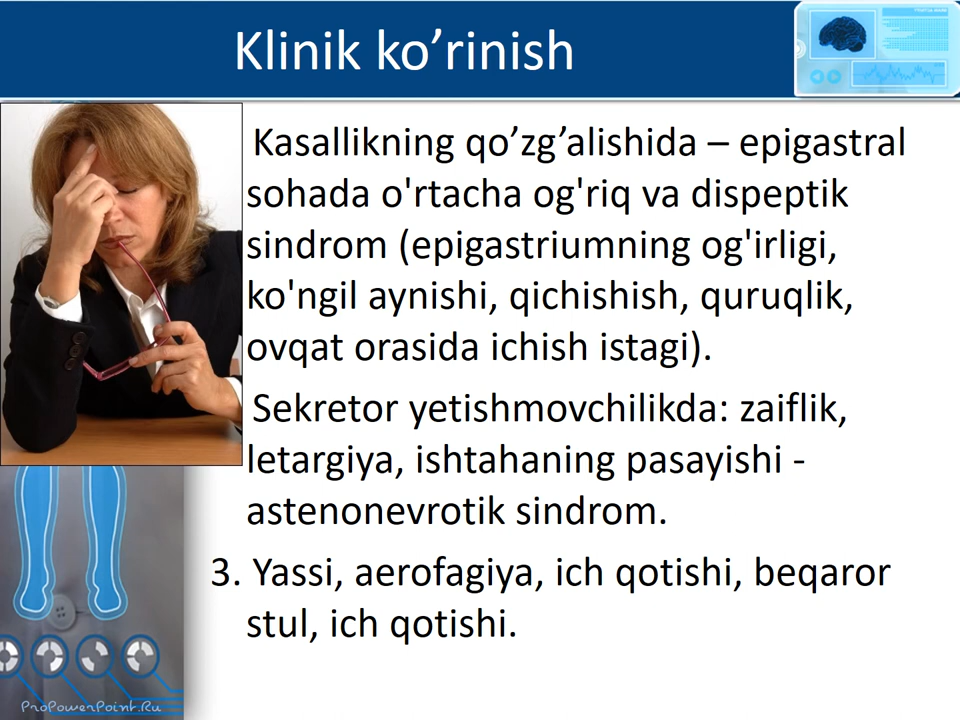 Klinik ko’rinish
Kasallikning qo’zg’alishida – epigastral
sohada o'rtacha og'riq va dispeptik
sindrom (epigastriumning og'irligi,
ko'ngil aynishi, qichishish, quruqlik,
ovqat orasida ichish istagi).
Sekretor yetishmovchilikda: zaiflik,
letargiya, ishtahaning pasayishi -
astenonevrotik sindrom.
3. Yassi, aerofagiya, ich qotishi, beqaror
stul, ich qotishi.
ProPowerPoint.Ru